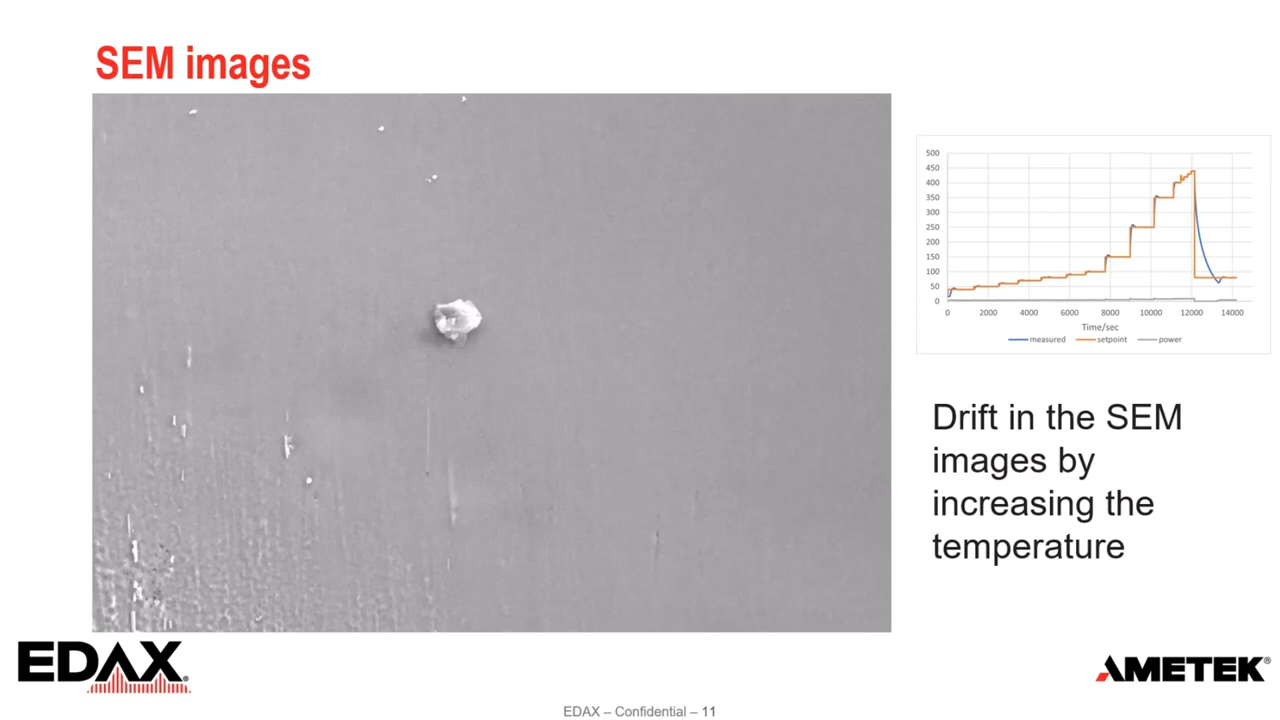 SEM images
500
450
400
350
300
250
200
150
100
50
0
0 2000 4000 6000 8000 10000 12000 14000
Time/sec
measured setpoint power
Drift in the SEM
images by
increasing the
temperature
EDAX®
AMETEK®
EDAX – Confidential – 11